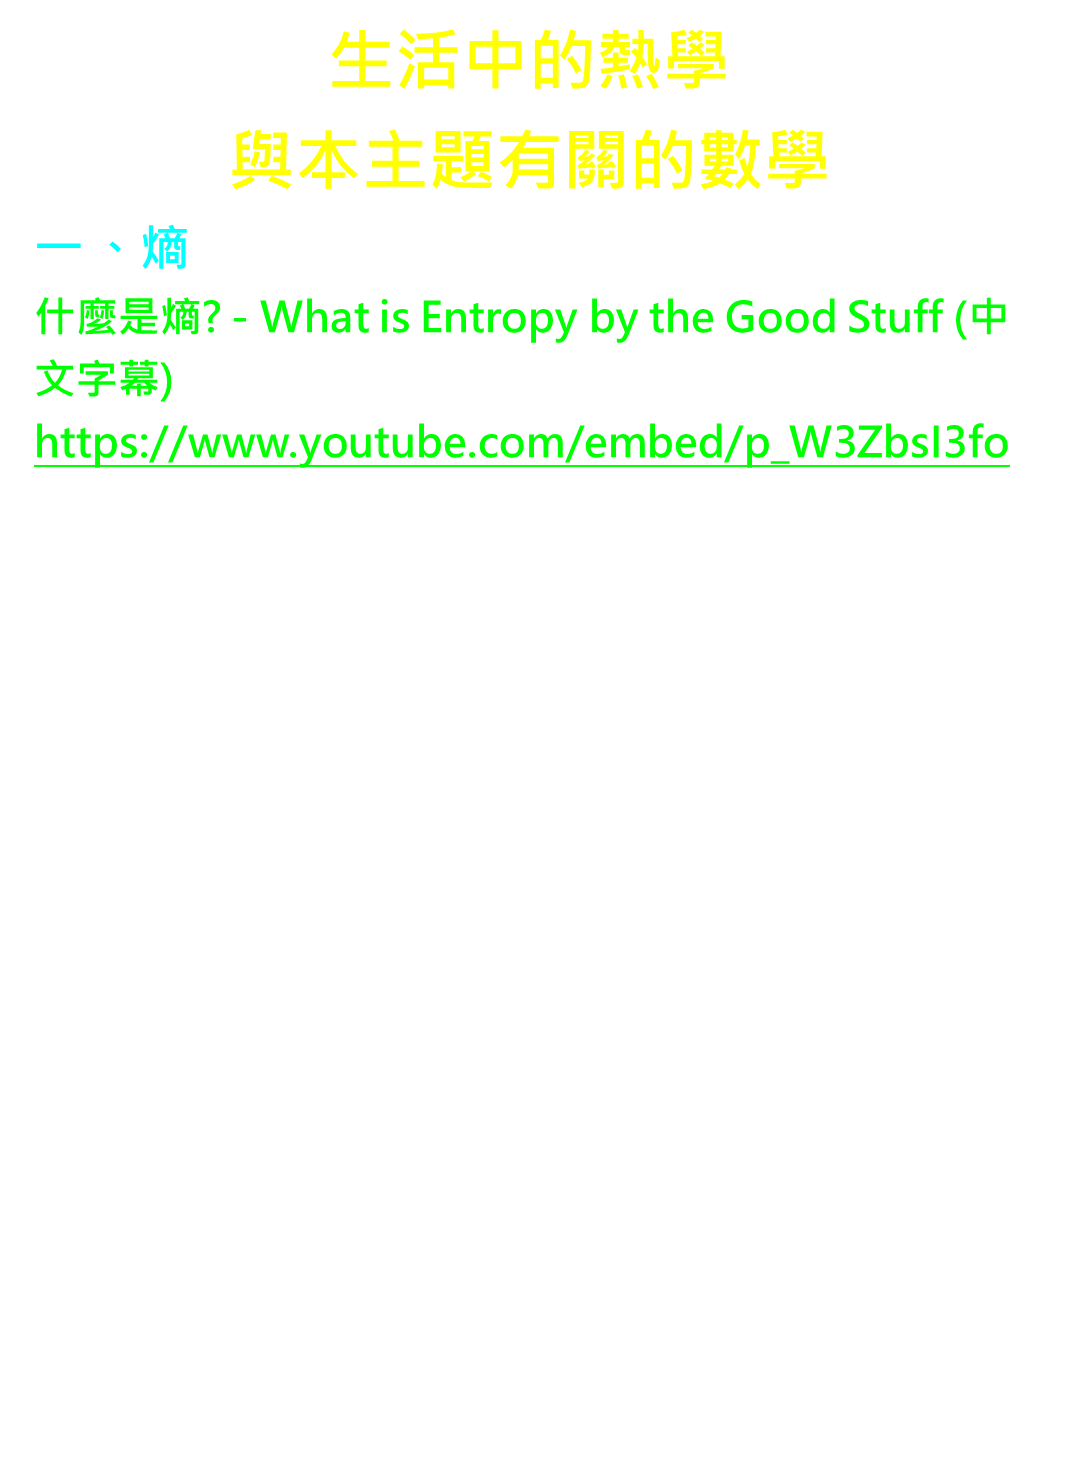 生活中的熱學
與本主題有關的數學
一、熵
什麼是熵? - What is Entropy by the Good Stuff (中
文字幕)
https://www.youtube.com/embed/p_W3ZbsI3fo